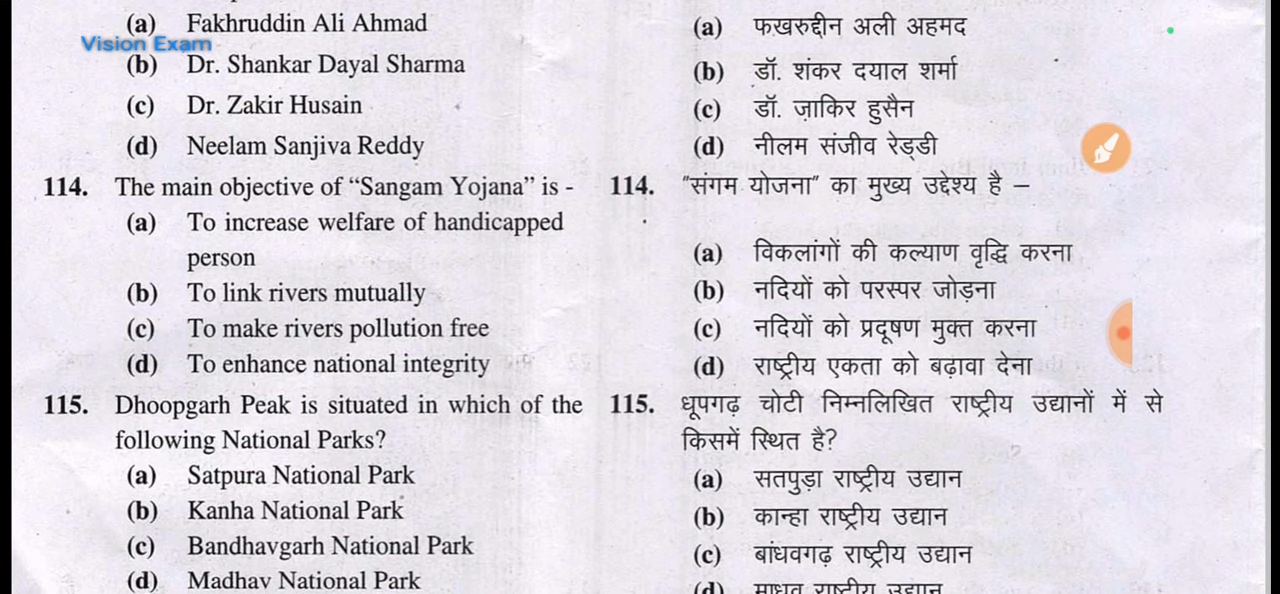 (a) Fakhruddin Ali Ahmad
Vision Exam
(b) Dr. Shankar Dayal Sharma
(c) Dr. Zakir Husain
(d) Neelam Sanjiva Reddy
114. The main objective of “Sangam Yojana” is -
(a) To increase welfare of handicapped
person
(b) To link rivers mutually
(c) To make rivers pollution free
(d) To enhance national integrity
115. Dhoopgarh Peak is situated in which of the
following National Parks?
(a) Satpura National Park
(b) Kanha National Park
(c) Bandhavgarh National Park
(d) Madhav National Park
(a) फखरुद्दीन अली अहमद
(b) डॉ. शंकर दयाल शर्मा
(c) डॉ. ज़ाकिर हुसैन
(d) नीलम संजीव रेड्डी
114. "संगम योजना" का मुख्य उद्देश्य है –
(a) विकलांगों की कल्याण वृद्धि करना
(b) नदियों को परस्पर जोड़ना
(c) नदियों को प्रदूषण मुक्त करना
(d) राष्ट्रीय एकता को बढ़ावा देना
115. धूपगढ़ चोटी निम्नलिखित राष्ट्रीय उद्यानों में से
किसमें स्थित है?
(a) सतपुड़ा राष्ट्रीय उद्यान
(b) कान्हा राष्ट्रीय उद्यान
(c) बांधवगढ़ राष्ट्रीय उद्यान
(d) माधव राष्ट्रीय उद्यान